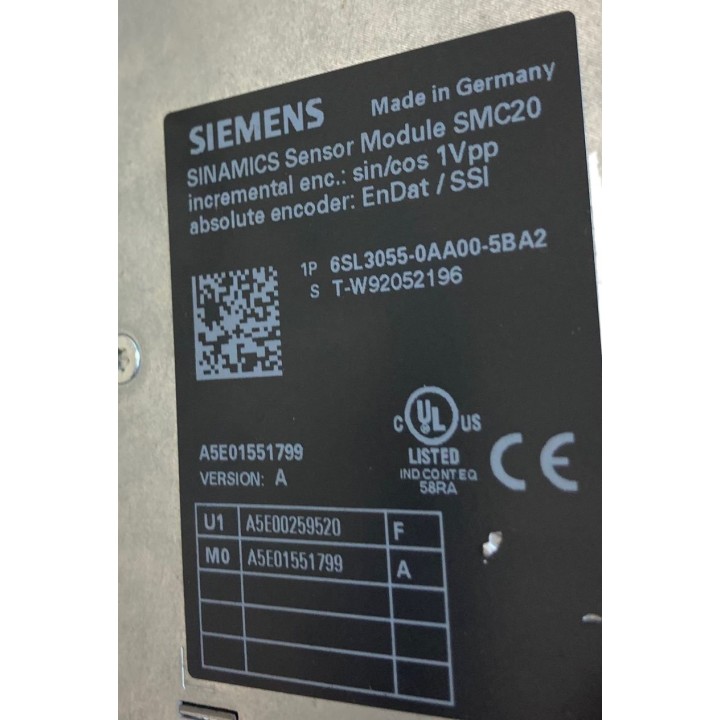 SIEMENS Made in Germany
SINAMICS Sensor Module SMC20
incremental enc.: sin/cos 1Vpp
absolute encoder: EnDat / SSI
1P 6SL3055-0AA00-5BA2
S T-W92052196
C UL US
LISTED
IND CONT EQ
58RA
CE
A5E01551799
VERSION: A
U1 A5E00259520 F
M0 A5E01551799 A